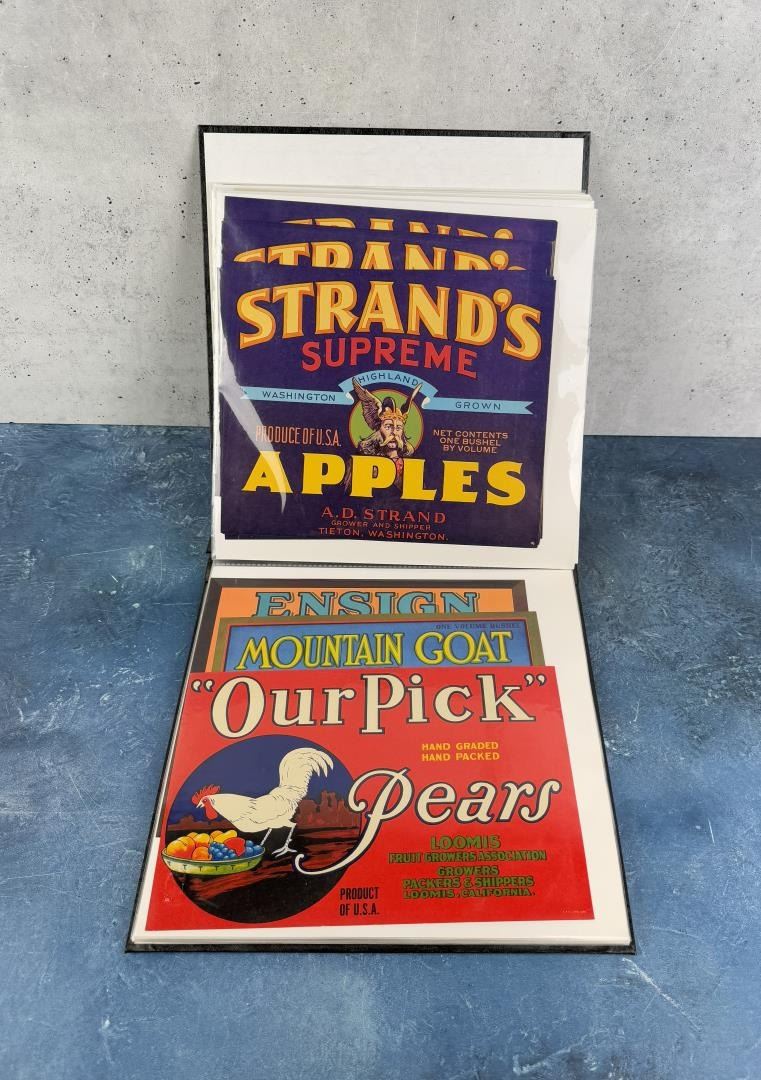 STRAND'S
STRAND'S
STRAND'S
SUPREME
HIGHLAND
WASHINGTON GROWN
PRODUCE OF U.S.A.
NET CONTENTS
ONE BUSHEL
BY VOLUME
APPLES
A.D. STRAND
GROWER AND SHIPPER
TIETON, WASHINGTON.
ENSIGN
ONE VOLUME BUSHEL
MOUNTAIN GOAT
"Our Pick"
HAND GRADED
HAND PACKED
Pears
LOOMIS
FRUIT GROWERS ASSOCIATION
GROWERS
PACKERS & SHIPPERS
LOOMIS, CALIFORNIA.
PRODUCT
OF U.S.A.